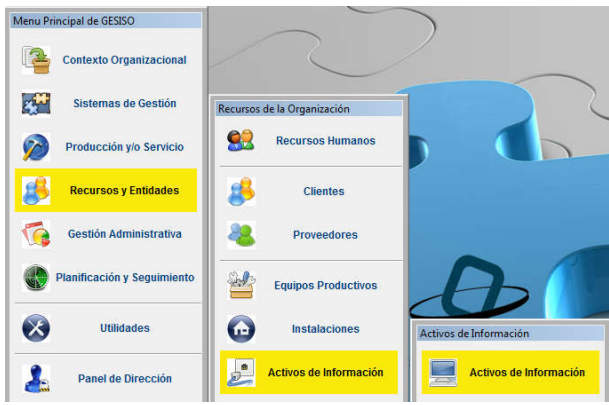 Menu Principal de GESISO
Contexto Organizacional
Sistemas de Gestión
Producción y/o Servicio
Recursos y Entidades
Gestión Administrativa
Planificación y Seguimiento
Utilidades
Panel de Dirección
Recursos de la Organización
Recursos Humanos
Clientes
Proveedores
Equipos Productivos
Instalaciones
Activos de Información
Activos de Información
Activos de Información